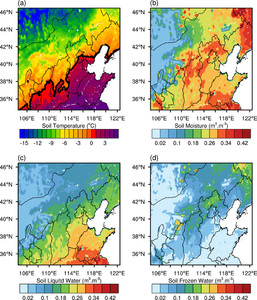 (a)
(b)
46°N
44°N
42°N
40°N
38°N
36°N
106°E 110°E 114°E 118°E 122°E
Soil Temperature (°C)
-15 -12 -9 -6 -3 0 3
46°N
44°N
42°N
40°N
38°N
36°N
106°E 110°E 114°E 118°E 122°E
Soil Moisture (m³.m⁻³)
0.02 0.1 0.18 0.26 0.34 0.42
(c)
(d)
46°N
44°N
42°N
40°N
38°N
36°N
106°E 110°E 114°E 118°E 122°E
Soil Liquid Water (m³.m⁻³)
0.02 0.10 0.18 0.26 0.34 0.42
46°N
44°N
42°N
40°N
38°N
36°N
106°E 110°E 114°E 118°E 122°E
Soil Frozen Water (m³.m⁻³)
0.02 0.1 0.18 0.26 0.34 0.42